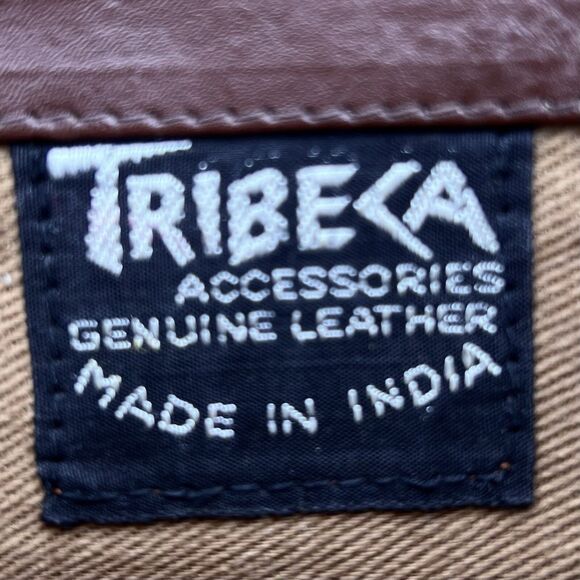 TRIBECA
ACCESSORIES
GENUINE LEATHER
MADE IN INDIA